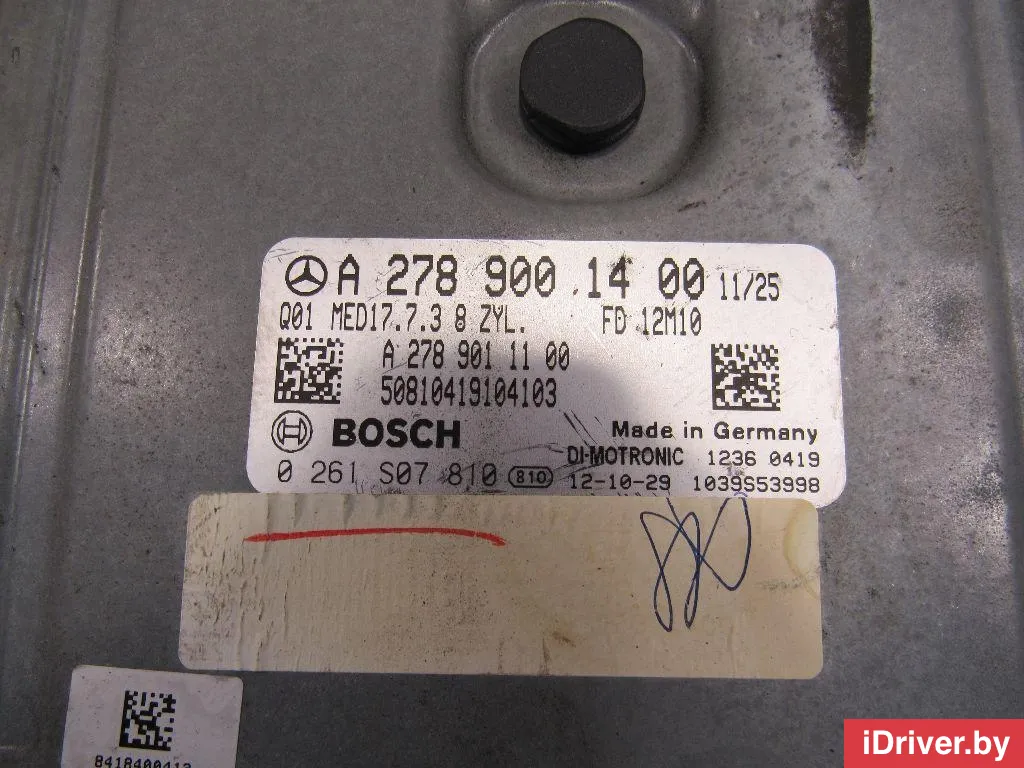 A 278 900 14 00 11/25
Q01 MED17.7.3 8 ZYL. FD 12M10
A 278 901 11 00
50810419104103
BOSCH Made in Germany
DI-MOTRONIC 1236 0419
0 261 S07 810 810 12-10-29 1039S53998
iDriver.by